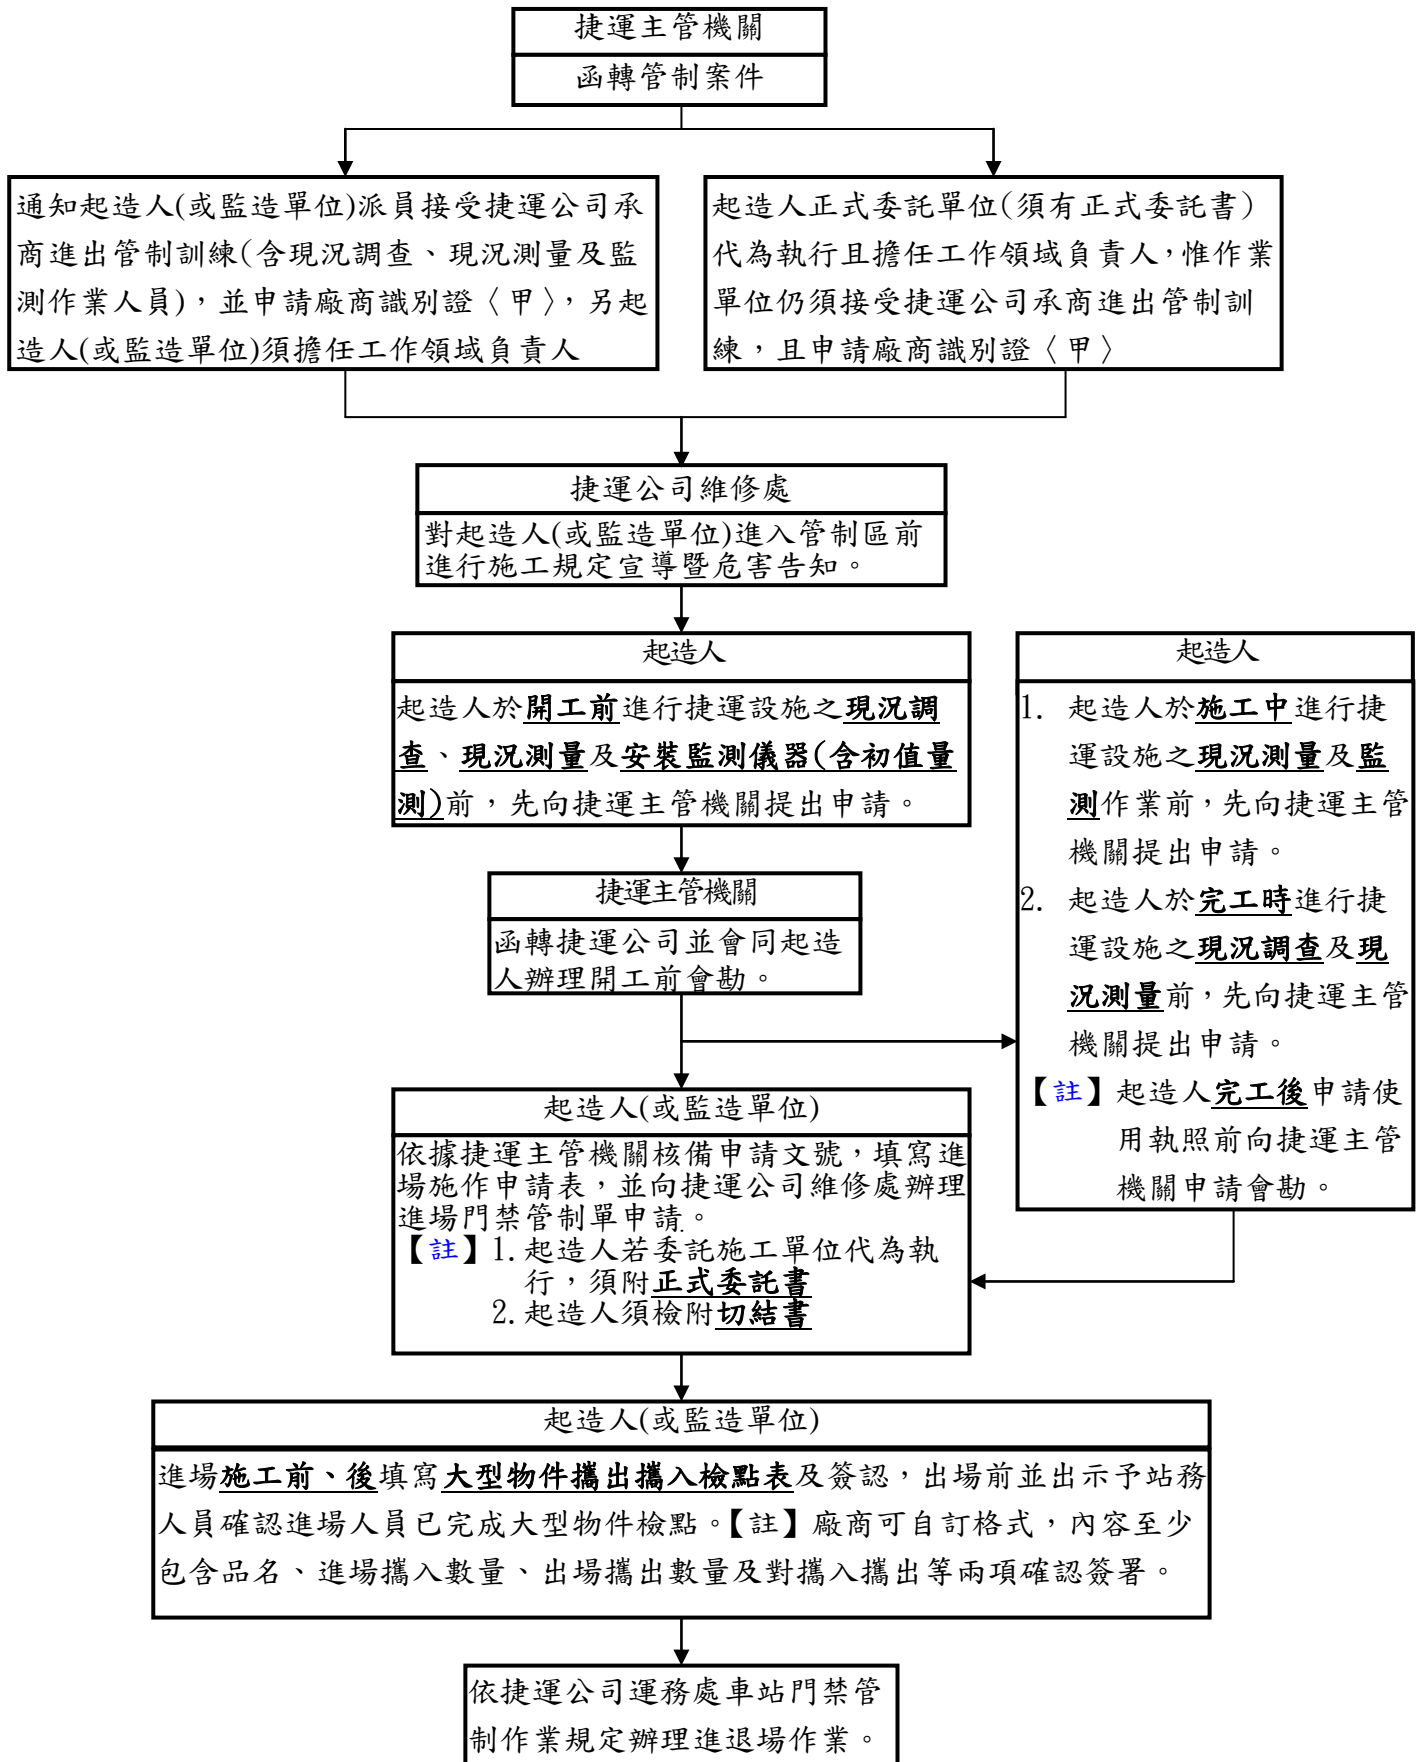 捷運主管機關
函轉管制案件
通知起造人(或監造單位)派員接受捷運公司承
商進出管制訓練(含現況調查、現況測量及監
測作業人員)，並申請廠商識別證〈甲〉，另起
造人(或監造單位)須擔任工作領域負責人
起造人正式委託單位(須有正式委託書)
代為執行且擔任工作領域負責人，惟作業
單位仍須接受捷運公司承商進出管制訓
練，且申請廠商識別證〈甲〉
捷運公司維修處
對起造人(或監造單位)進入管制區前
進行施工規定宣導暨危害告知。
起造人
起造人於開工前進行捷運設施之現況調
查、現況測量及安裝監測儀器(含初值量
測)前，先向捷運主管機關提出申請。
起造人
1. 起造人於施工中進行捷
運設施之現況測量及監
測作業前，先向捷運主管
機關提出申請。
2. 起造人於完工時進行捷
運設施之現況調查及現
況測量前，先向捷運主管
機關提出申請。
【註】起造人完工後申請使
用執照前向捷運主管
機關申請會勘。
捷運主管機關
函轉捷運公司並會同起造
人辦理開工前會勘。
起造人(或監造單位)
依據捷運主管機關核備申請文號，填寫進
場施作申請表，並向捷運公司維修處辦理
進場門禁管制單申請。
【註】1.起造人若委託施工單位代為執
行，須附正式委託書
2.起造人須檢附切結書
起造人(或監造單位)
進場施工前、後填寫大型物件攜出攜入檢點表及簽認，出場前並出示予站務
人員確認進場人員已完成大型物件檢點。【註】廠商可自訂格式，內容至少
包含品名、進場攜入數量、出場攜出數量及對攜入攜出等兩項確認簽署。
依捷運公司運務處車站門禁管
制作業規定辦理進退場作業。